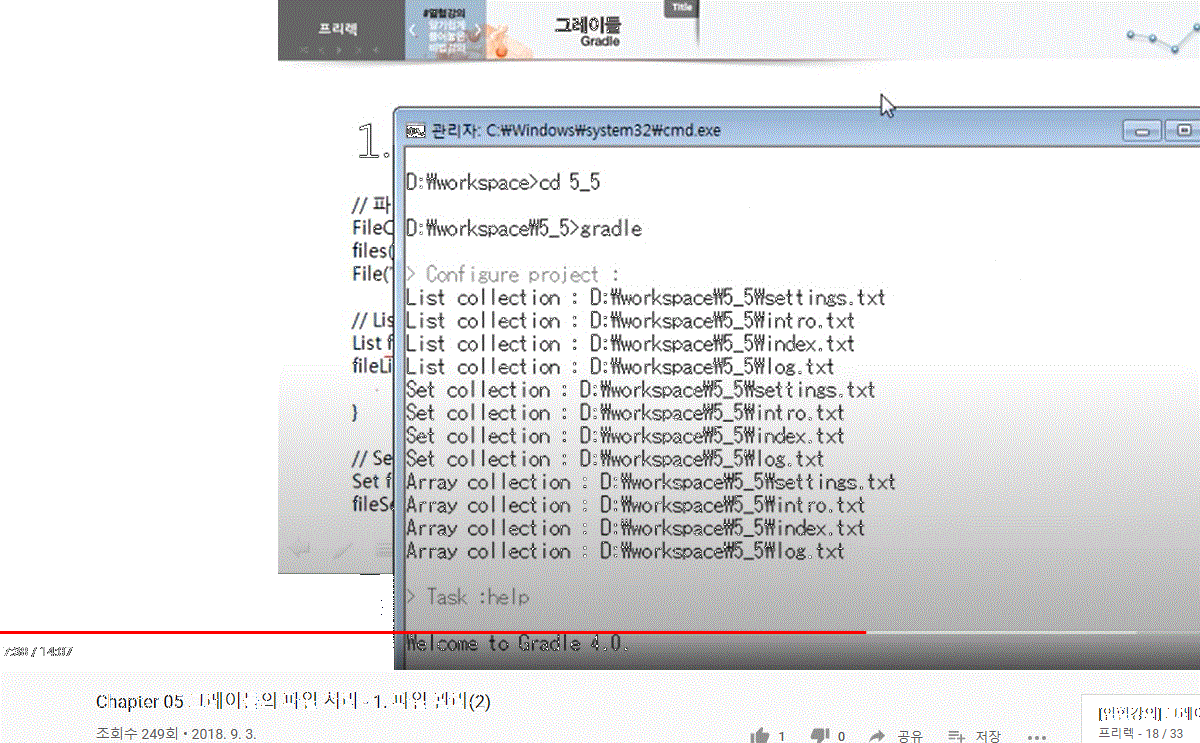 프리렉
#열혈강의
그레이들
Gradle
Title
1.
관리자: C:₩Windows₩system32₩cmd.exe
D:₩workspace>cd 5_5
// 파
FileC
D:₩workspace₩5_5>gradle
files(
File("
> Configure project :
List collection : D:₩workspace₩5_5₩settings.txt
// Lis
List collection : D:₩workspace₩5_5₩intro.txt
List f
List collection : D:₩workspace₩5_5₩index.txt
fileLi
List collection : D:₩workspace₩5_5₩log.txt
Set collection : D:₩workspace₩5_5₩settings.txt
}
Set collection : D:₩workspace₩5_5₩intro.txt
Set collection : D:₩workspace₩5_5₩index.txt
// Se
Set collection : D:₩workspace₩5_5₩log.txt
Set f
Array collection : D:₩workspace₩5_5₩settings.txt
fileSe
Array collection : D:₩workspace₩5_5₩intro.txt
Array collection : D:₩workspace₩5_5₩index.txt
Array collection : D:₩workspace₩5_5₩log.txt
> Task :help
Welcome to Gradle 4.0.
Chapter 05. 그레이들의 파일 처리 - 1. 파일 관리(2)
조회수 249회 • 2018. 9. 3.
1
0
공유
저장
[열혈강의] 그레이
프리렉 - 18 / 33